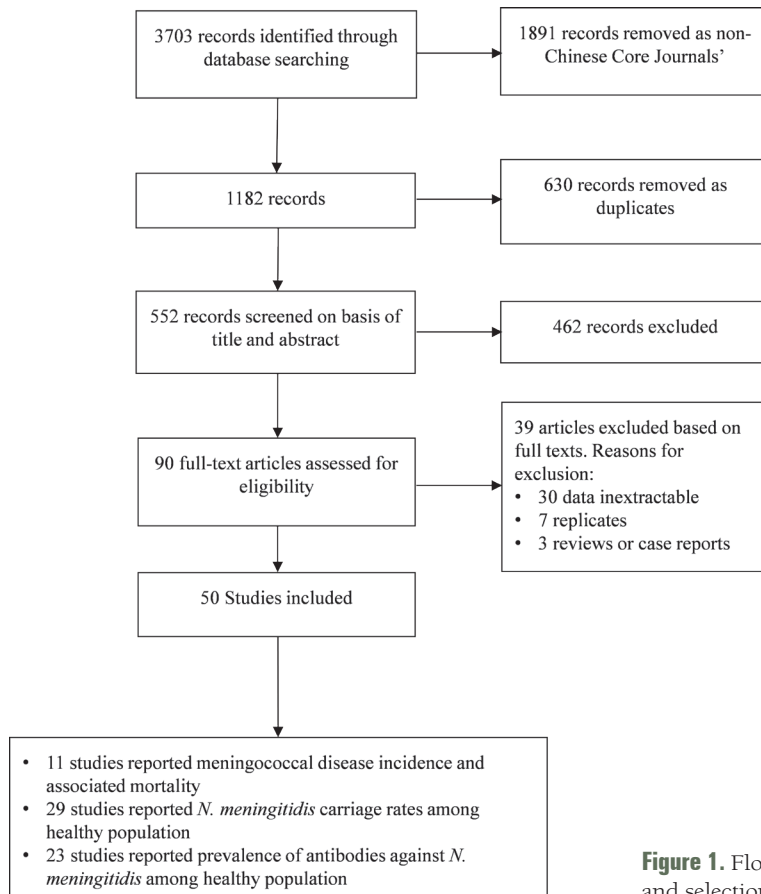 3703 records identified through
database searching
1891 records removed as non-
Chinese Core Journals’
1182 records
630 records removed as
duplicates
552 records screened on basis of
title and abstract
462 records excluded
90 full-text articles assessed for
eligibility
39 articles excluded based on
full texts. Reasons for
exclusion:
• 30 data inextractable
• 7 replicates
• 3 reviews or case reports
50 Studies included
• 11 studies reported meningococcal disease incidence and
associated mortality
• 29 studies reported N. meningitidis carriage rates among
healthy population
• 23 studies reported prevalence of antibodies against N.
meningitidis among healthy population
Figure 1. Flo
and selection